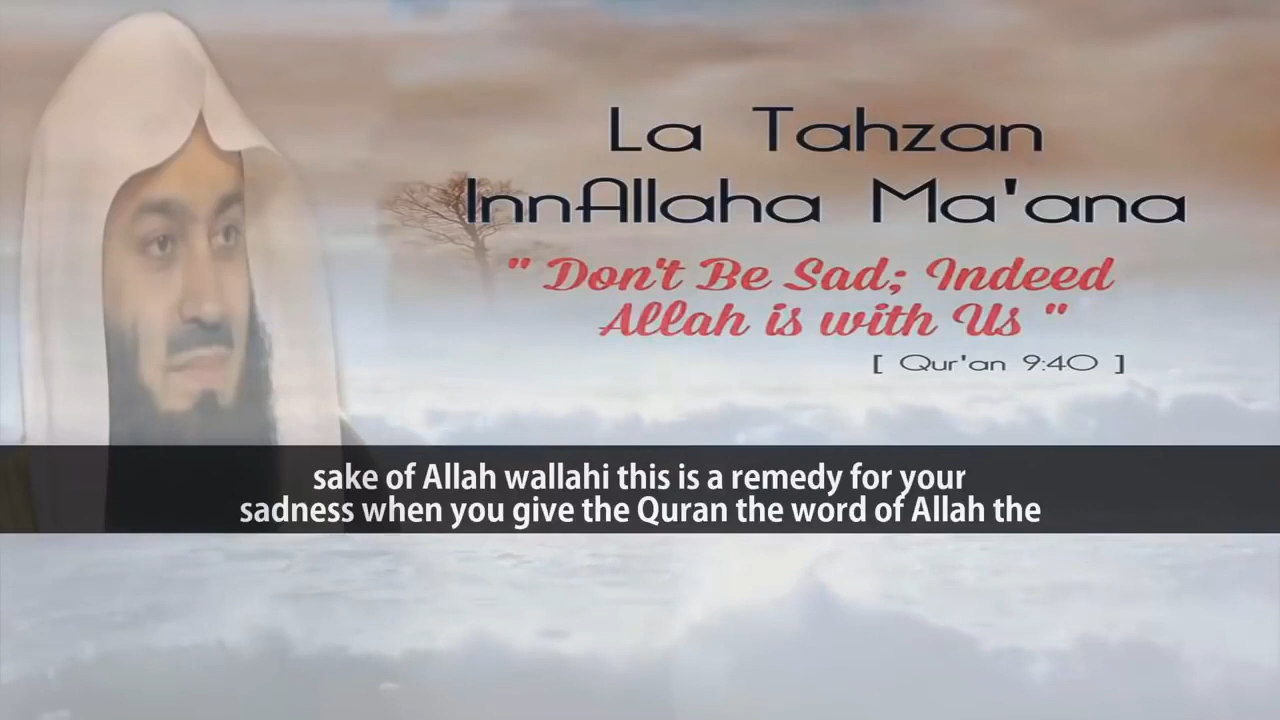 La Tahzan
InnAllaha Ma'ana
" Don't Be Sad; Indeed
Allah is with Us "
[ Qur'an 9:40 ]
sake of Allah wallahi this is a remedy for your
sadness when you give the Quran the word of Allah the